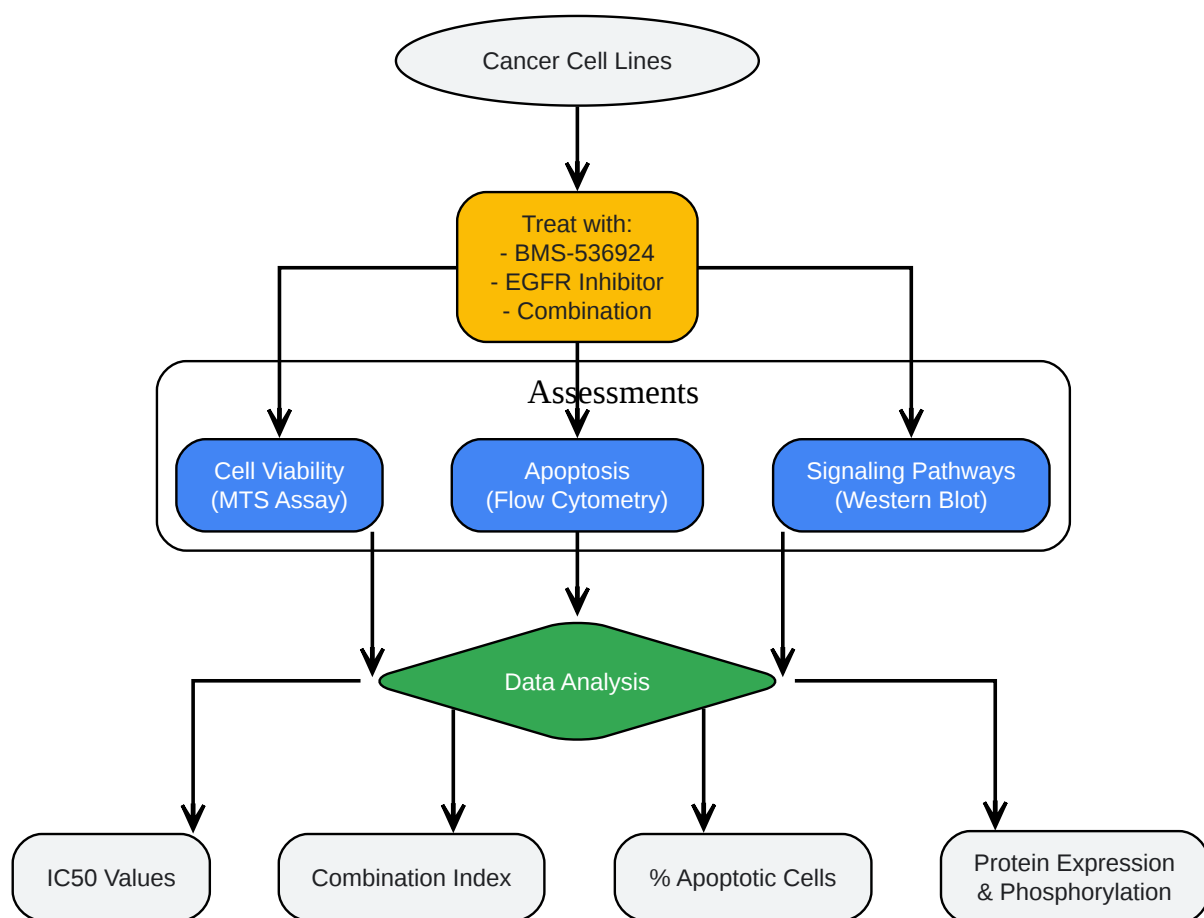 Cancer Cell Lines
Treat with:
- BMS-536924
- EGFR Inhibitor
- Combination
Assessments
Cell Viability
(MTS Assay)
Apoptosis
(Flow Cytometry)
Signaling Pathways
(Western Blot)
Data Analysis
IC50 Values
Combination Index
% Apoptotic Cells
Protein Expression
& Phosphorylation